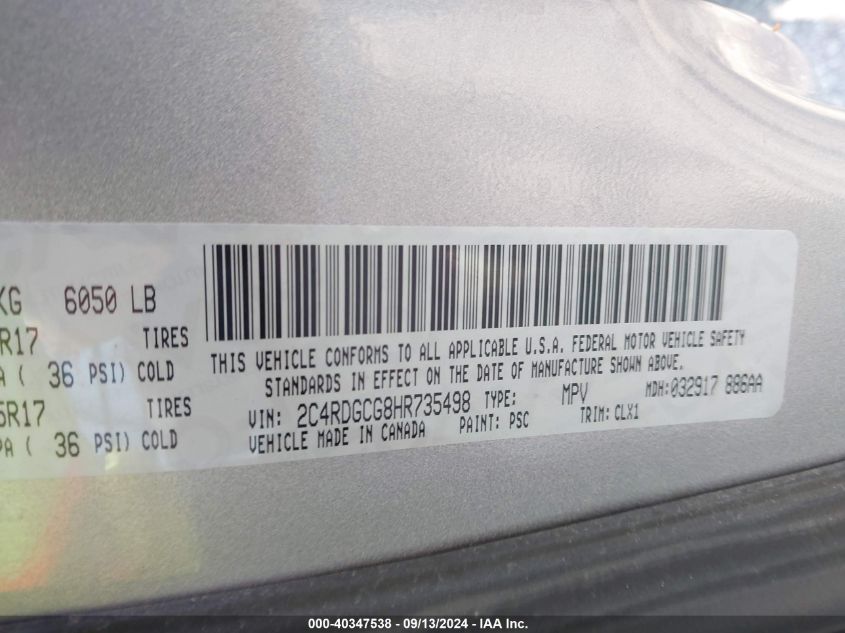 KG 6050 LB
R17 TIRES
A ( 36 PSI) COLD
5R17 TIRES
PA ( 36 PSI) COLD
THIS VEHICLE CONFORMS TO ALL APPLICABLE U.S.A. FEDERAL MOTOR VEHICLE SAFETY
STANDARDS IN EFFECT ON THE DATE OF MANUFACTURE SHOWN ABOVE.
VIN: 2C4RDGCG8HR735498 TYPE: MPV MDH:032917 886AA
VEHICLE MADE IN CANADA PAINT: PSC TRIM: CLX1
000-40347538 - 09/13/2024 - IAA Inc.